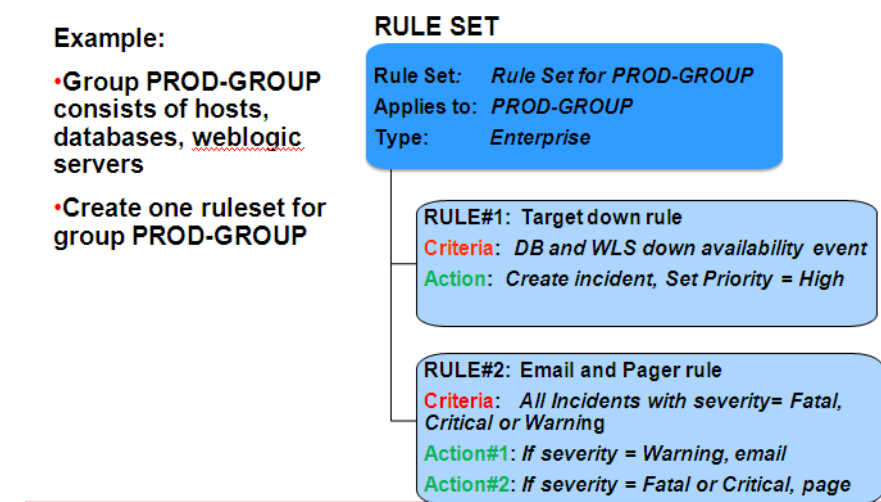 Example:
•Group PROD-GROUP
consists of hosts,
databases, weblogic
servers
•Create one ruleset for
group PROD-GROUP
RULE SET
Rule Set: Rule Set for PROD-GROUP
Applies to: PROD-GROUP
Type: Enterprise
RULE#1: Target down rule
Criteria: DB and WLS down availability event
Action: Create incident, Set Priority = High
RULE#2: Email and Pager rule
Criteria: All Incidents with severity= Fatal,
Critical or Warning
Action#1: If severity = Warning, email
Action#2: If severity = Fatal or Critical, page